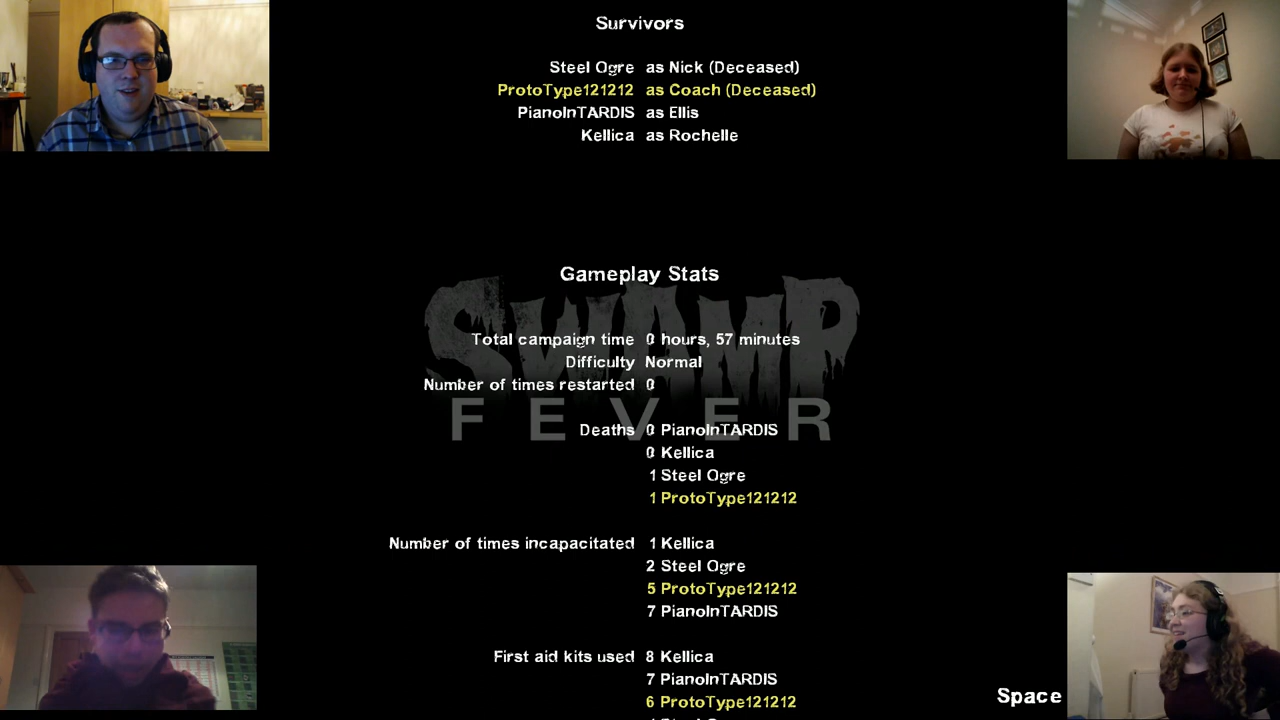 Survivors
Steel Ogre as Nick (Deceased)
ProtoType121212 as Coach (Deceased)
PianoInTARDIS as Ellis
Kellica as Rochelle
Gameplay Stats
SWAMP
FEVER
Total campaign time 0 hours, 57 minutes
Difficulty Normal
Number of times restarted 0
Deaths 0 PianoInTARDIS
0 Kellica
1 Steel Ogre
1 ProtoType121212
Number of times incapacitated 1 Kellica
2 Steel Ogre
5 ProtoType121212
7 PianoInTARDIS
First aid kits used 8 Kellica
7 PianoInTARDIS
6 ProtoType121212
Space